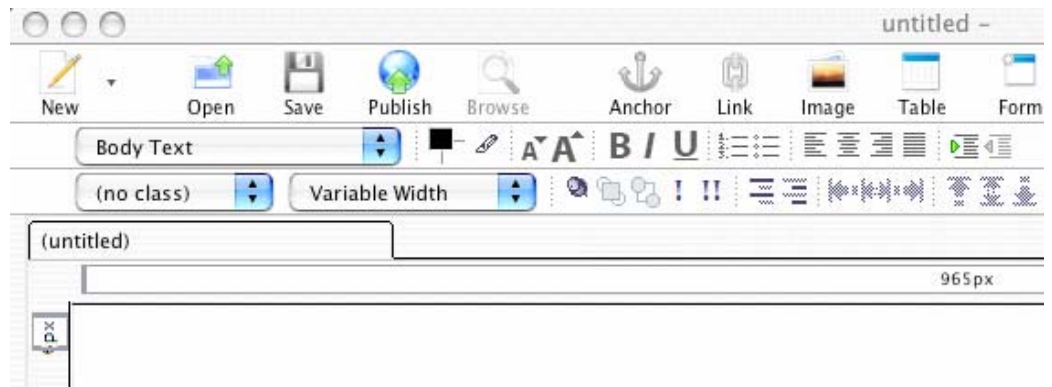 untitled –
New Open Save Publish Browse Anchor Link Image Table Form
Body Text A A B I U
(no class) Variable Width ! !!
(untitled)
965px
px